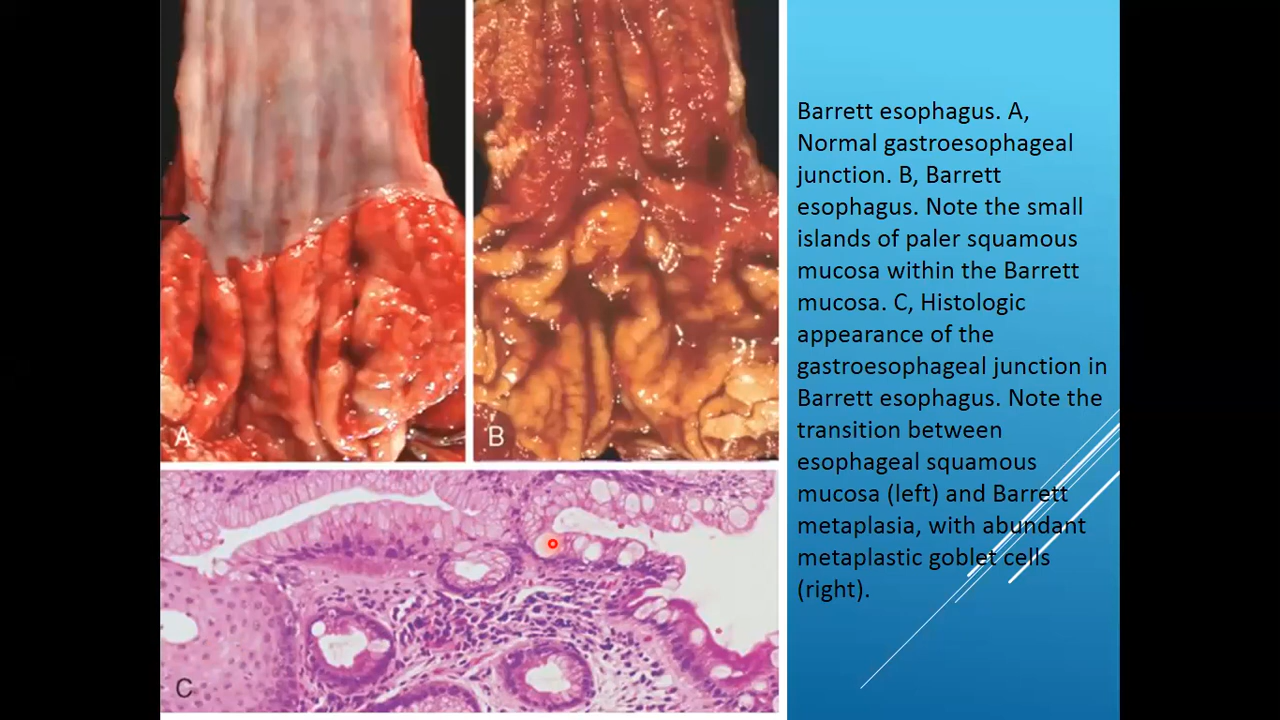 A
B
C
Barrett esophagus. A,
Normal gastroesophageal
junction. B, Barrett
esophagus. Note the small
islands of paler squamous
mucosa within the Barrett
mucosa. C, Histologic
appearance of the
gastroesophageal junction in
Barrett esophagus. Note the
transition between
esophageal squamous
mucosa (left) and Barrett
metaplasia, with abundant
metaplastic goblet cells
(right).